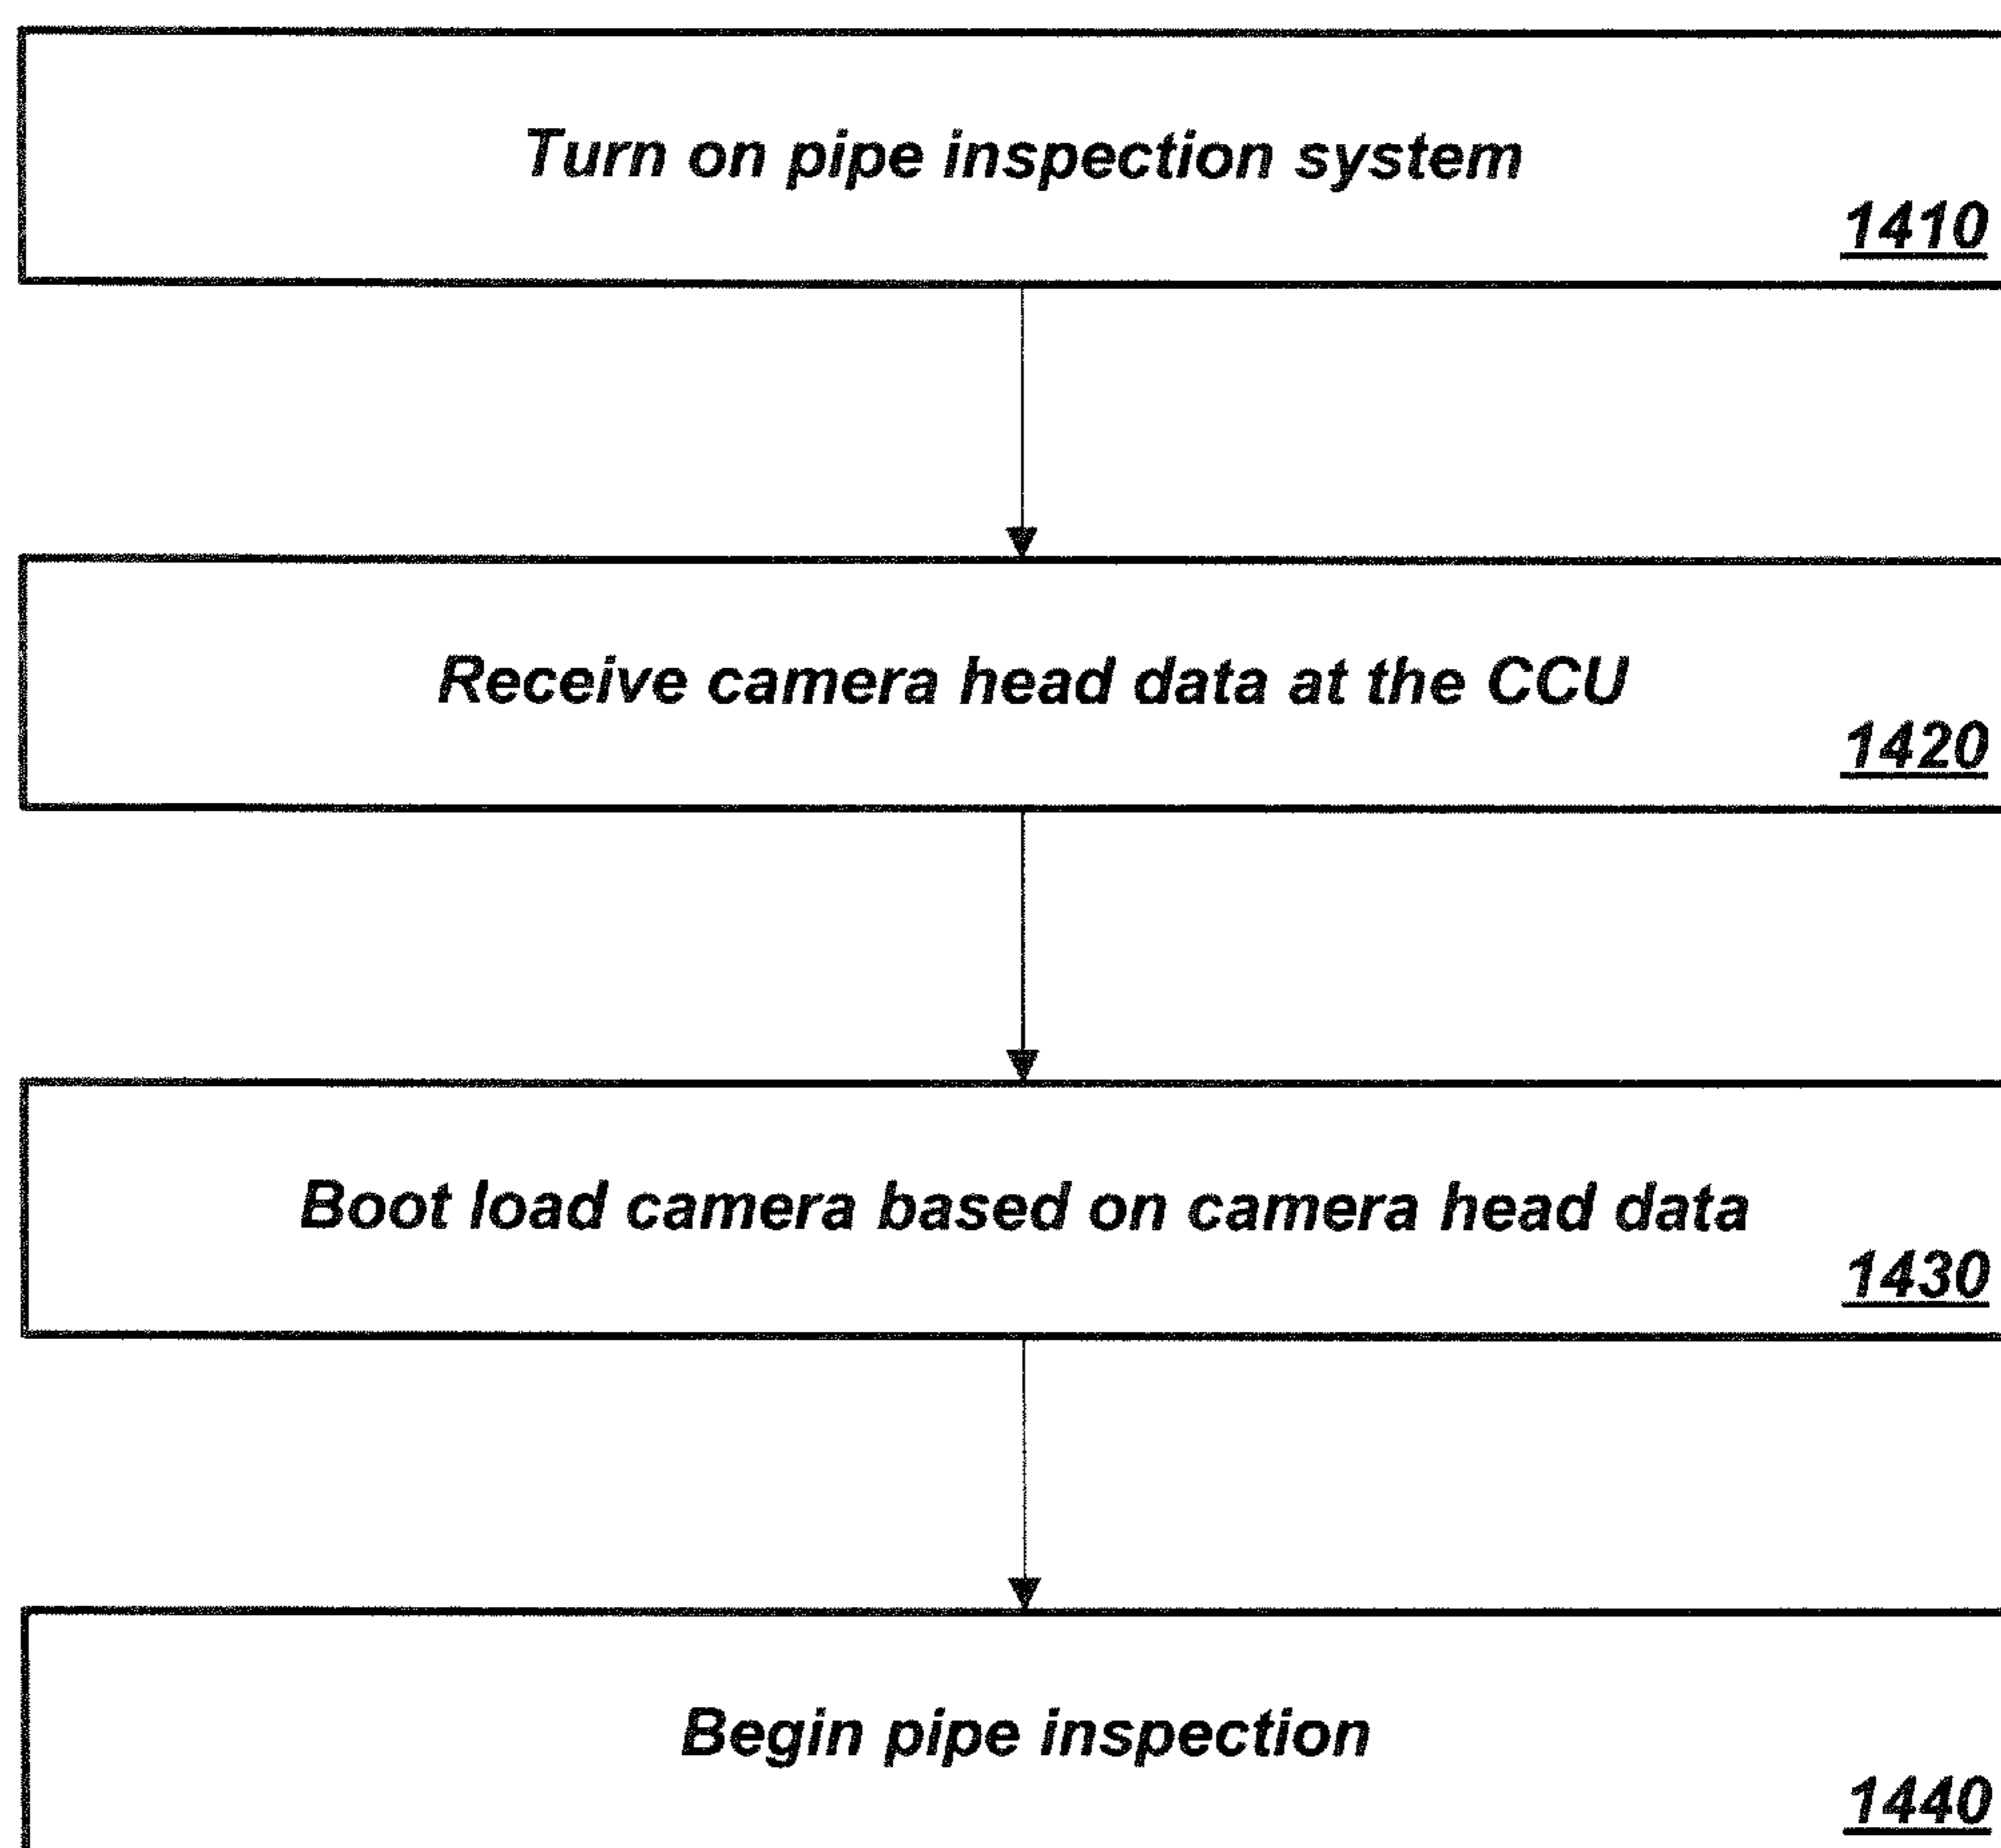 Turn on pipe inspection system
1410
Receive camera head data at the CCU
1420
Boot load camera based on camera head data
1430
Begin pipe inspection
1440